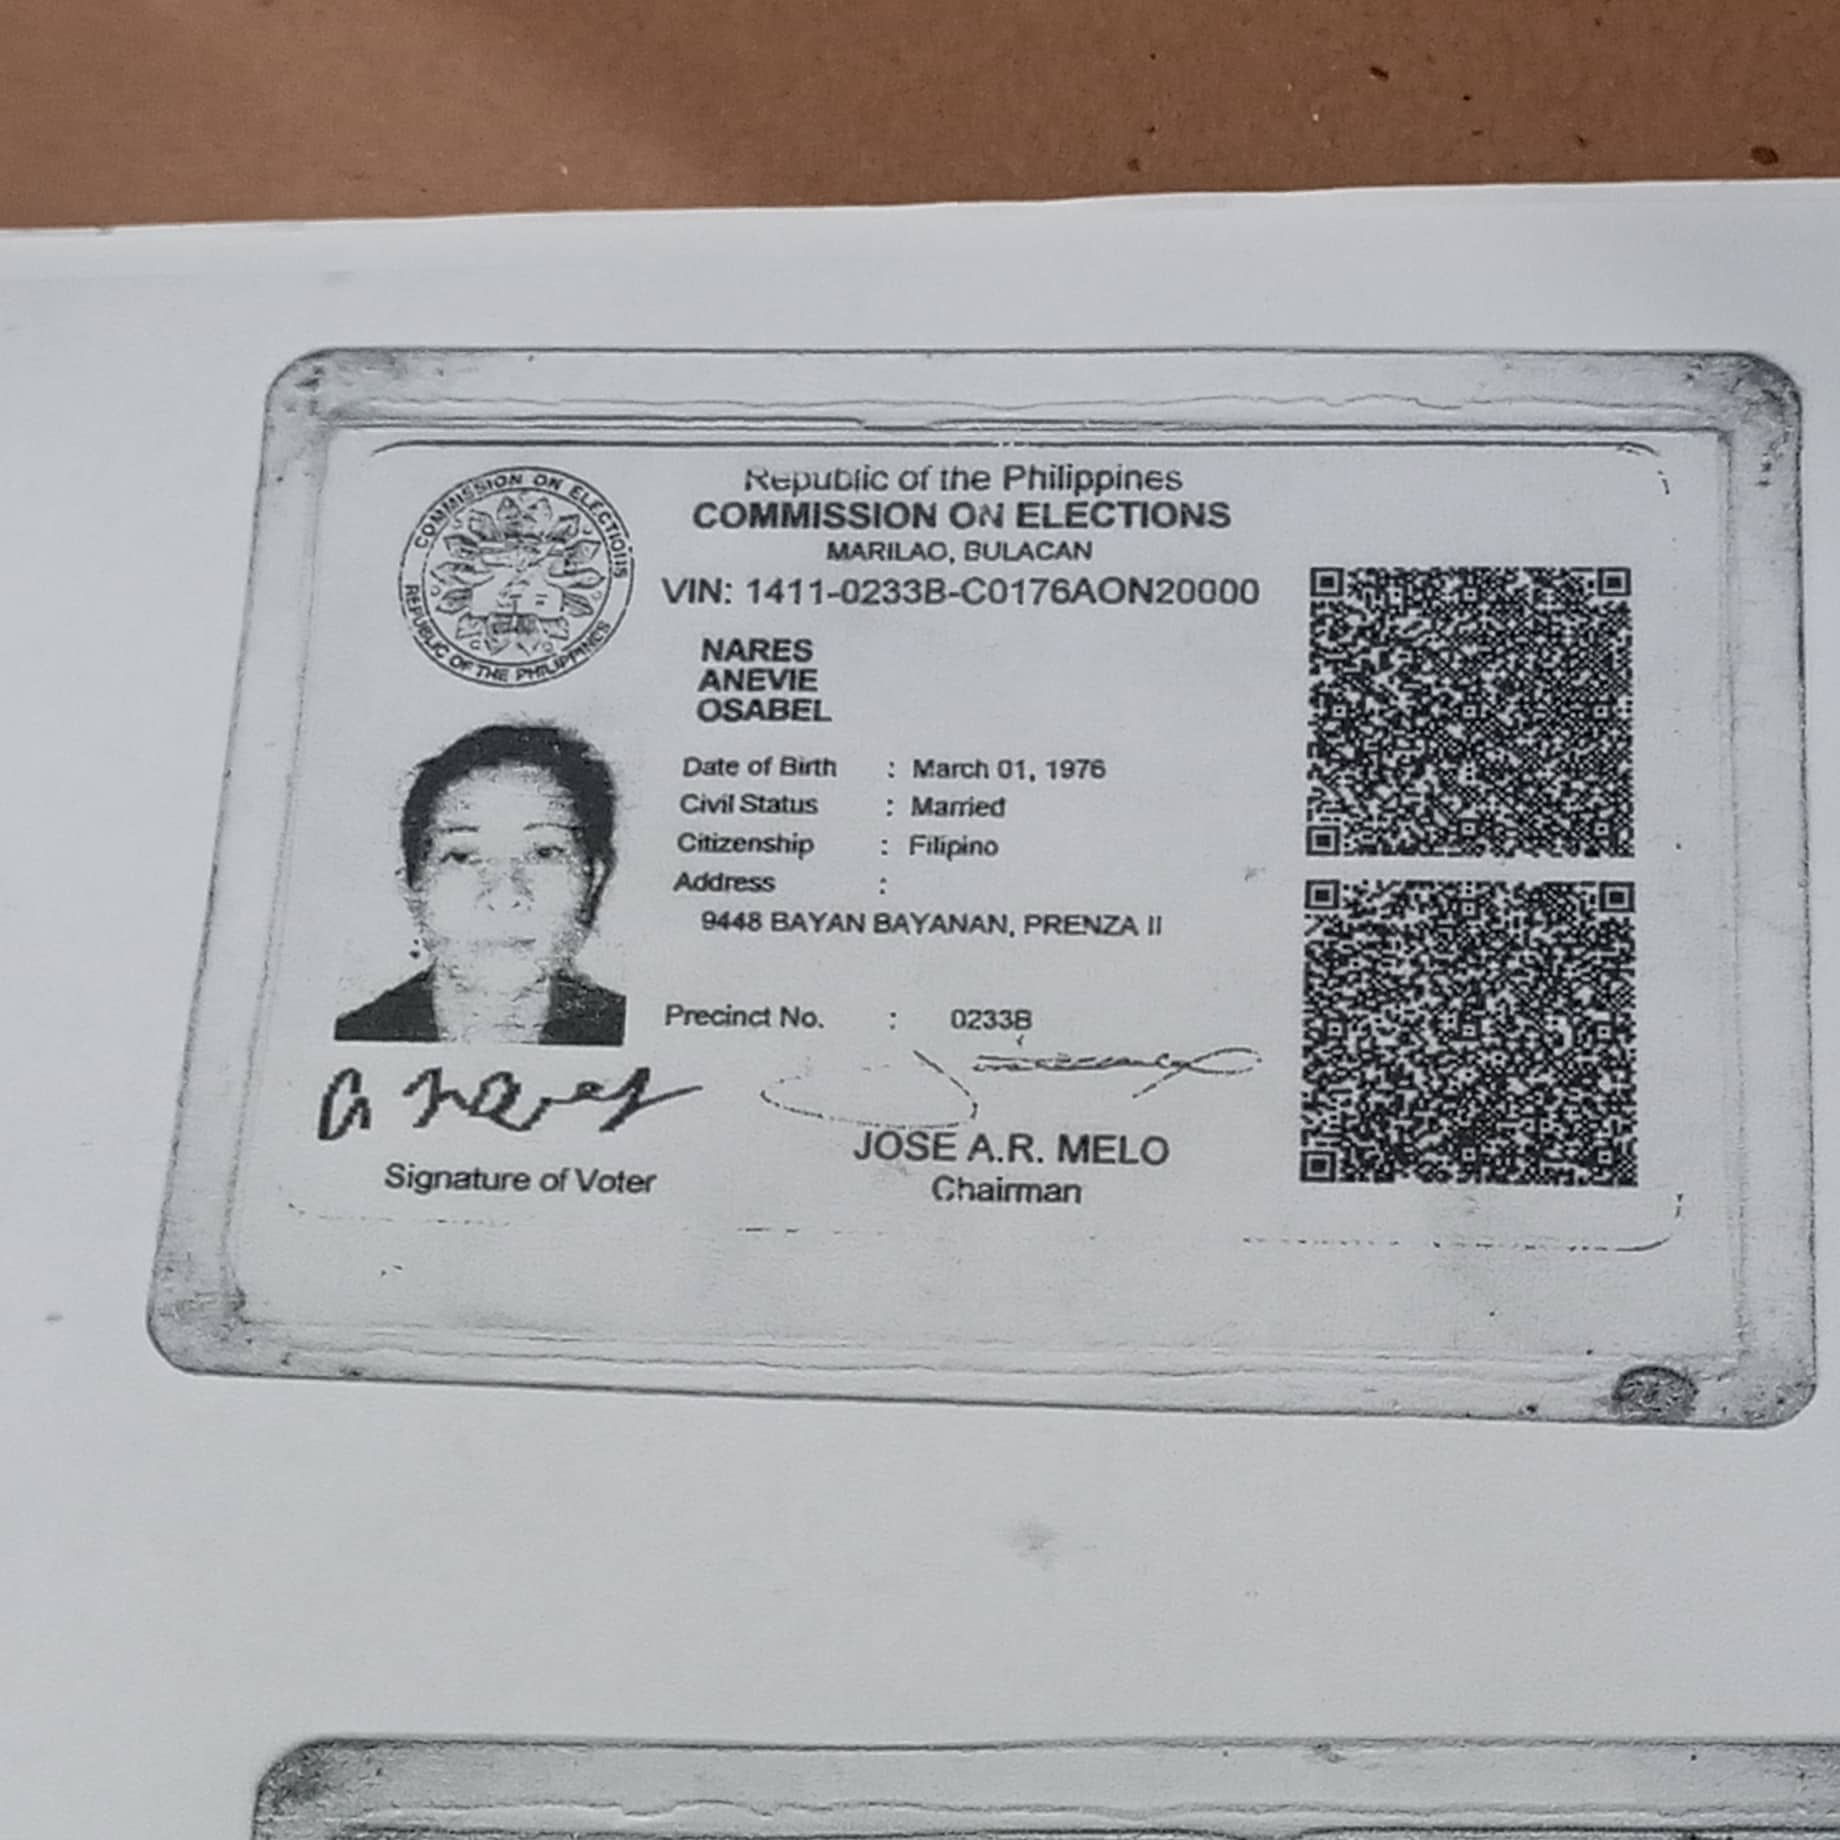 COMMISSION ON ELECTIONS
REPUBLIC OF THE PHILIPPINES
Republic of the Philippines
COMMISSION ON ELECTIONS
MARILAO, BULACAN
VIN: 1411-0233B-C0176AON20000
NARES
ANEVIE
OSABEL
Date of Birth : March 01, 1976
Civil Status : Married
Citizenship : Filipino
Address :
9448 BAYAN BAYANAN, PRENZA II
Precinct No. : 0233B
a nares
Signature of Voter
JOSE A.R. MELO
Chairman